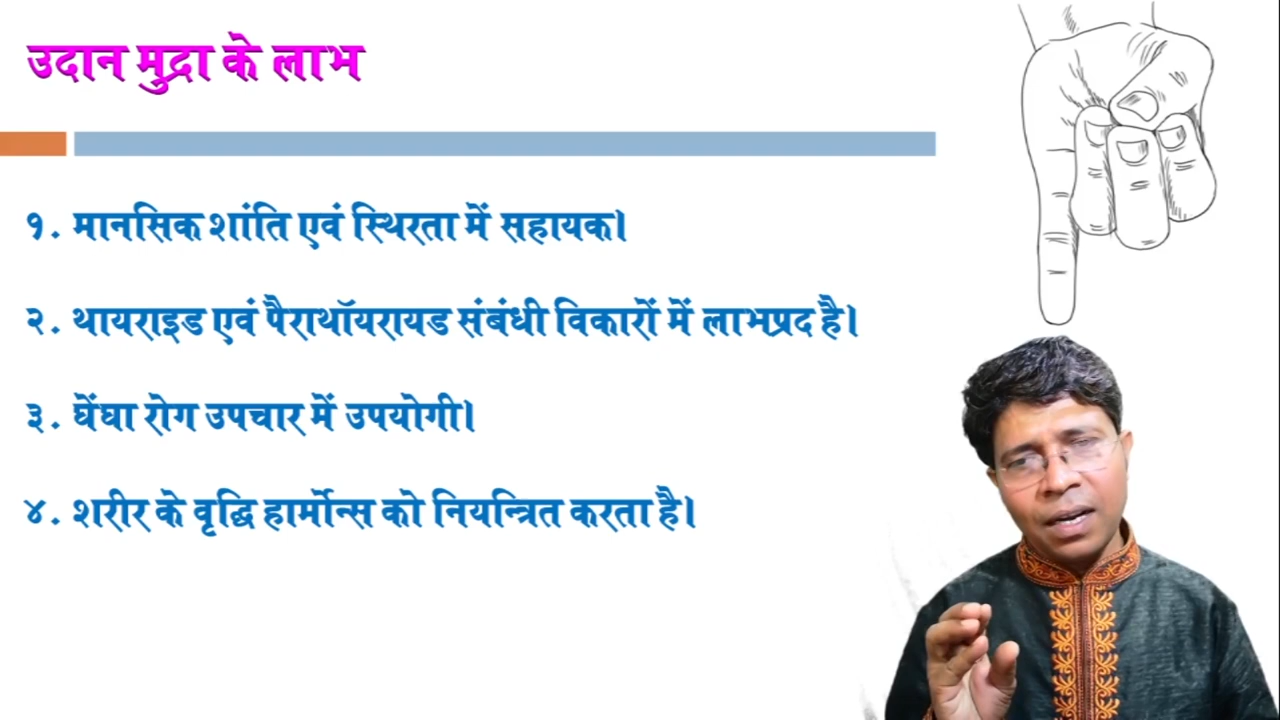 उदान मुद्रा के लाभ
१. मानसिक शांति एवं स्थिरता में सहायक।
२. थायराइड एवं पैराथॉयरायड संबंधी विकारों में लाभप्रद है।
३. घेंघा रोग उपचार में उपयोगी।
४. शरीर के वृद्धि हार्मोन्स को नियन्त्रित करता है।